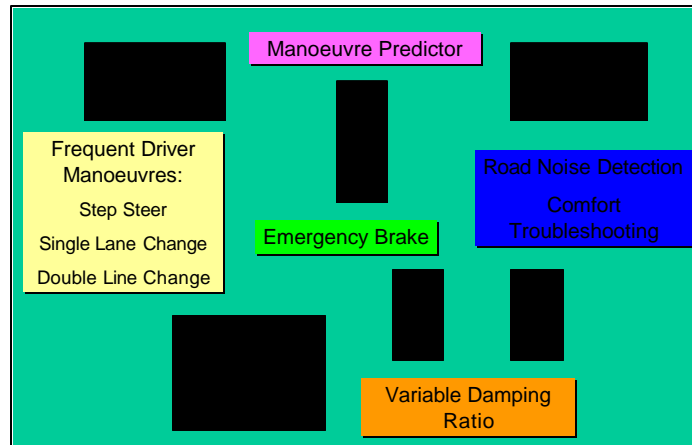 Manoeuvre Predictor
Frequent Driver
Manoeuvres:
Step Steer
Single Lane Change
Double Line Change
Road Noise Detection
Comfort
Troubleshooting
Emergency Brake
Variable Damping
Ratio